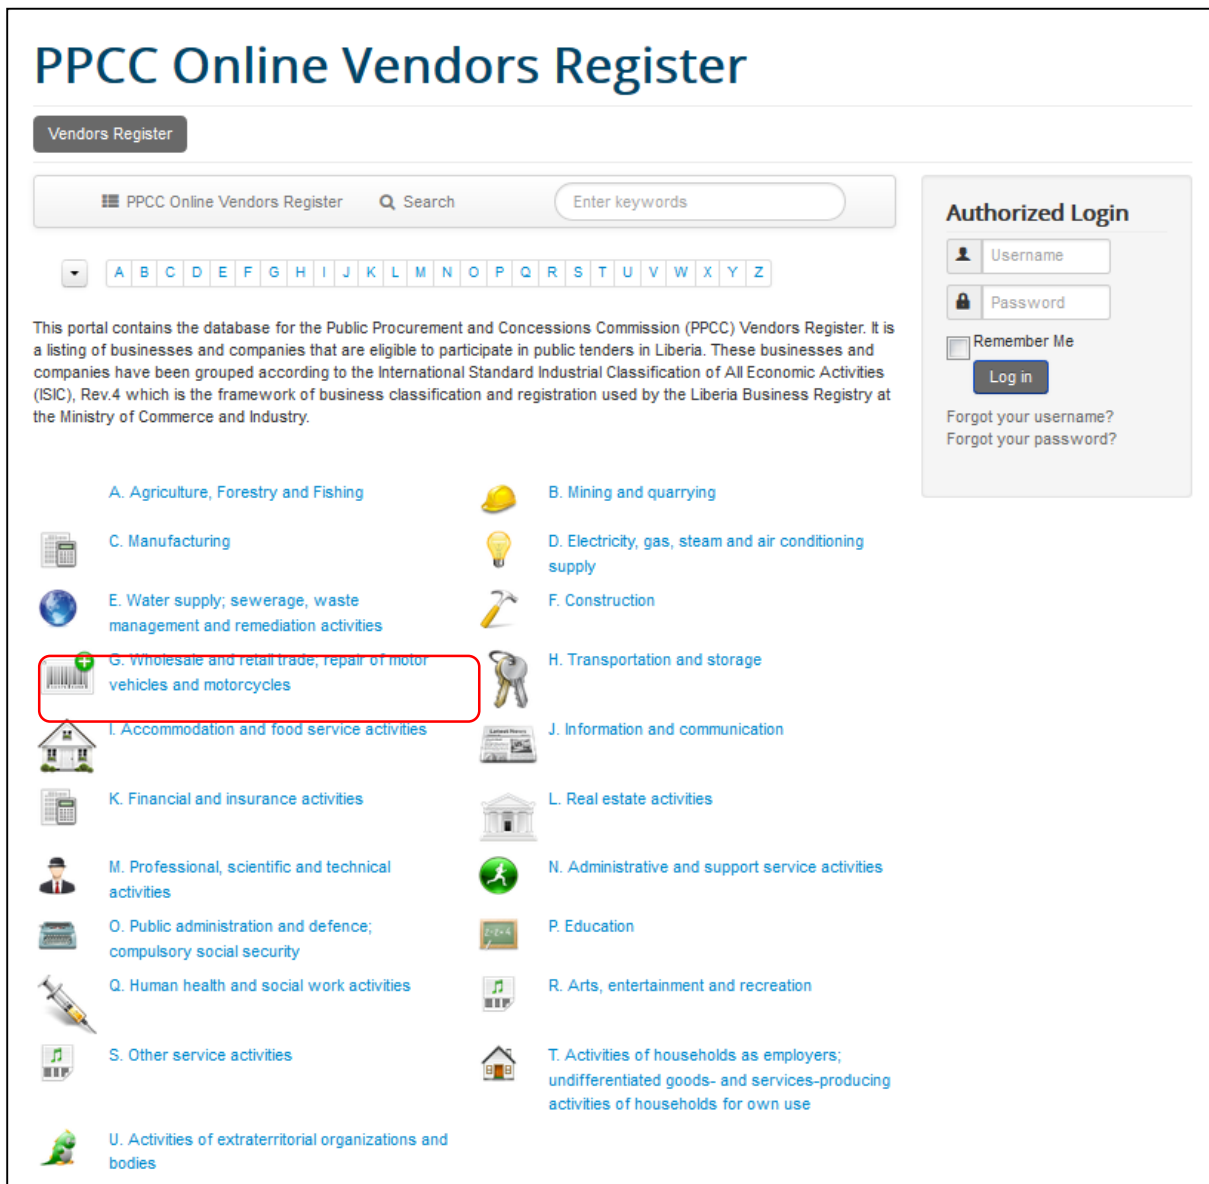 PPCC Online Vendors Register
Vendors Register
PPCC Online Vendors Register Search Enter keywords
A B C D E F G H I J K L M N O P Q R S T U V W X Y Z
This portal contains the database for the Public Procurement and Concessions Commission (PPCC) Vendors Register. It is
a listing of businesses and companies that are eligible to participate in public tenders in Liberia. These businesses and
companies have been grouped according to the International Standard Industrial Classification of All Economic Activities
(ISIC), Rev.4 which is the framework of business classification and registration used by the Liberia Business Registry at
the Ministry of Commerce and Industry.
Authorized Login
Username
Password
Remember Me
Log in
Forgot your username?
Forgot your password?
A. Agriculture, Forestry and Fishing
B. Mining and quarrying
C. Manufacturing
D. Electricity, gas, steam and air conditioning
supply
E. Water supply; sewerage, waste
management and remediation activities
F. Construction
G. Wholesale and retail trade; repair of motor
vehicles and motorcycles
H. Transportation and storage
I. Accommodation and food service activities
Latest News
J. Information and communication
K. Financial and insurance activities
L. Real estate activities
M. Professional, scientific and technical
activities
N. Administrative and support service activities
O. Public administration and defence;
compulsory social security
P. Education
Q. Human health and social work activities
R. Arts, entertainment and recreation
S. Other service activities
T. Activities of households as employers;
undifferentiated goods- and services-producing
activities of households for own use
U. Activities of extraterritorial organizations and
bodies